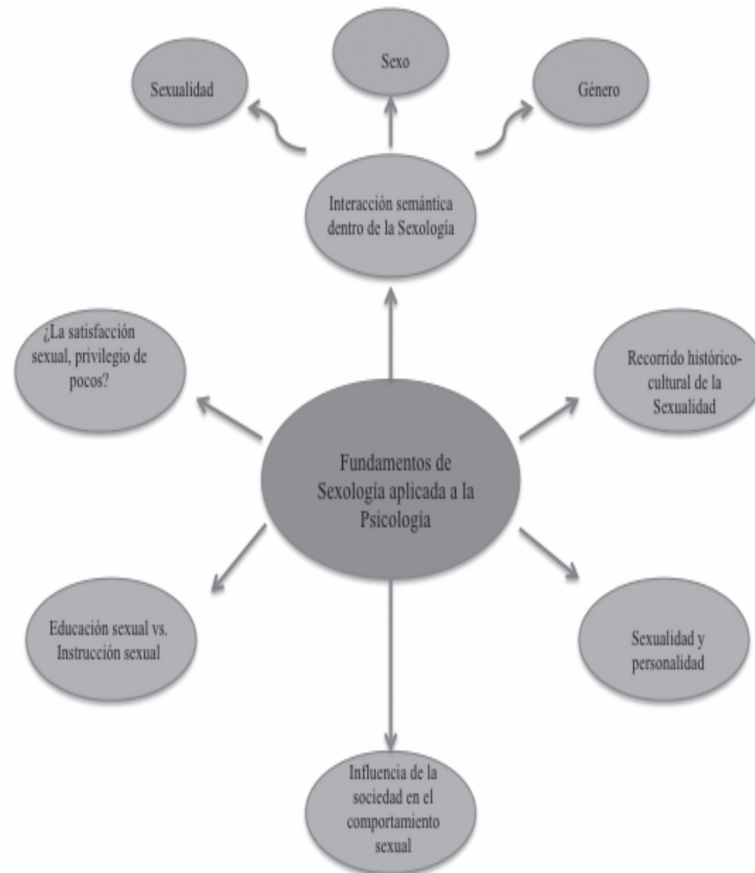 Sexualidad
Sexo
Género
Interacción semántica
dentro de la Sexología
¿La satisfacción
sexual, privilegio de
pocos?
Recorrido histórico-
cultural de la
Sexualidad
Fundamentos de
Sexología aplicada a la
Psicología
Educación sexual vs.
Instrucción sexual
Sexualidad y
personalidad
Influencia de la
sociedad en el
comportamiento
sexual